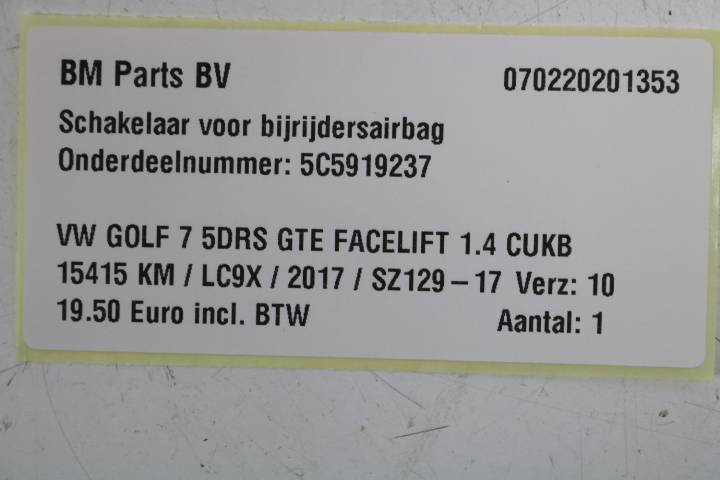 BM Parts BV 070220201353
Schakelaar voor bijrijdersairbag
Onderdeelnummer: 5C5919237
VW GOLF 7 5DRS GTE FACELIFT 1.4 CUKB
15415 KM / LC9X / 2017 / SZ129-17 Verz: 10
19.50 Euro incl. BTW Aantal: 1